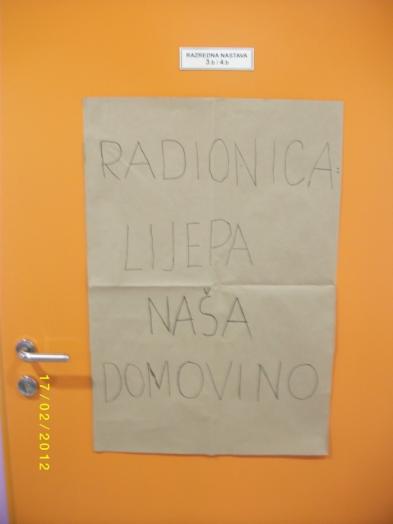 RAZREDNA NASTAVA
3.b i 4.b
RADIONICA:
LIJEPA
NAŠA
DOMOVINO
17/02/2012